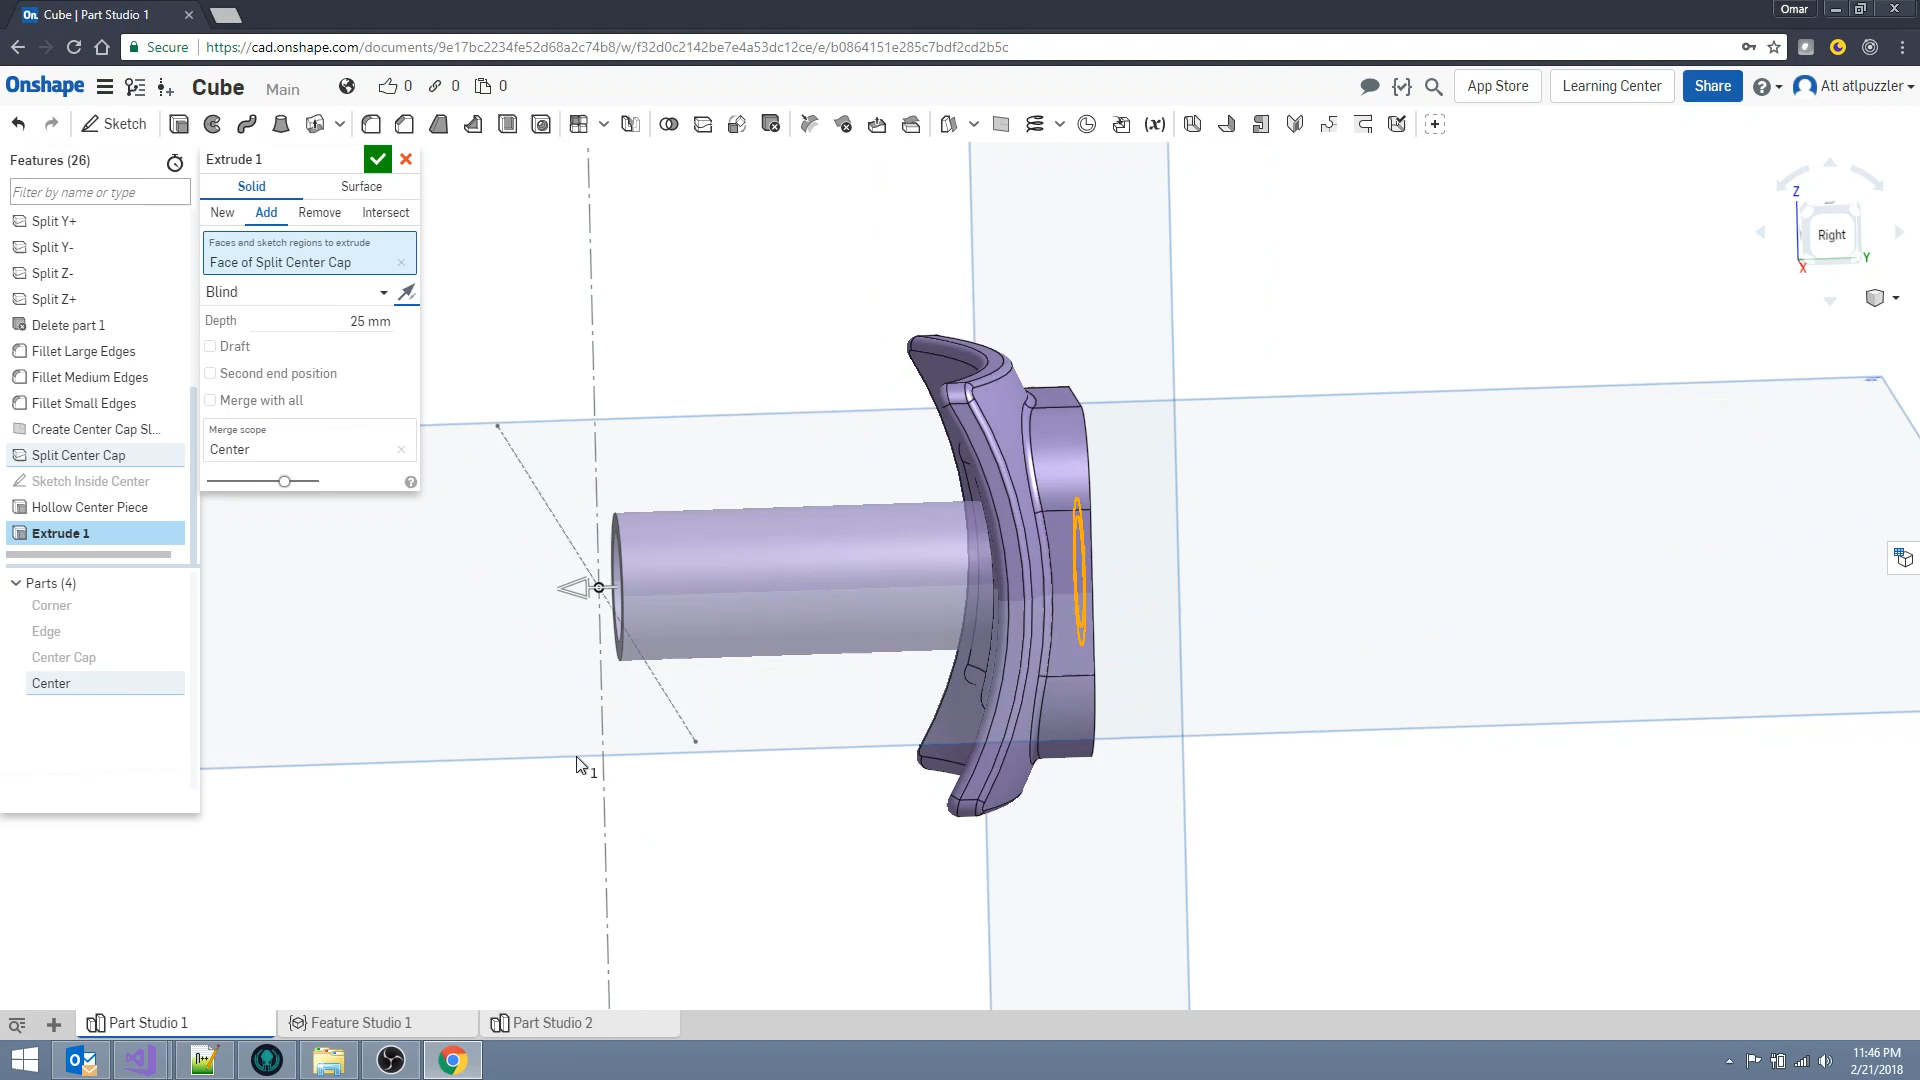 Cube | Part Studio 1
Omar
Secure
https://cad.onshape.com/documents/9e17bc2234fe52d68a2c74b8/w/f32d0c2142be7e4a53dc12ce/e/b0864151e285c7bdf2cd2b5c
Onshape
Cube
Main
0
0
0
App Store
Learning Center
Share
Atl atlpuzzler
Sketch
(x)
Features (26)
Filter by name or type
Split Y+
Split Y-
Split Z-
Split Z+
Delete part 1
Fillet Large Edges
Fillet Medium Edges
Fillet Small Edges
Create Center Cap Sl...
Split Center Cap
Sketch Inside Center
Hollow Center Piece
Extrude 1
Parts (4)
Corner
Edge
Center Cap
Center
Extrude 1
Solid
Surface
New
Add
Remove
Intersect
Faces and sketch regions to extrude
Face of Split Center Cap
Blind
Depth
25 mm
Draft
Second end position
Merge with all
Merge scope
Center
1
Z
Right
Y
X
Part Studio 1
Feature Studio 1
Part Studio 2
11:46 PM
2/21/2018